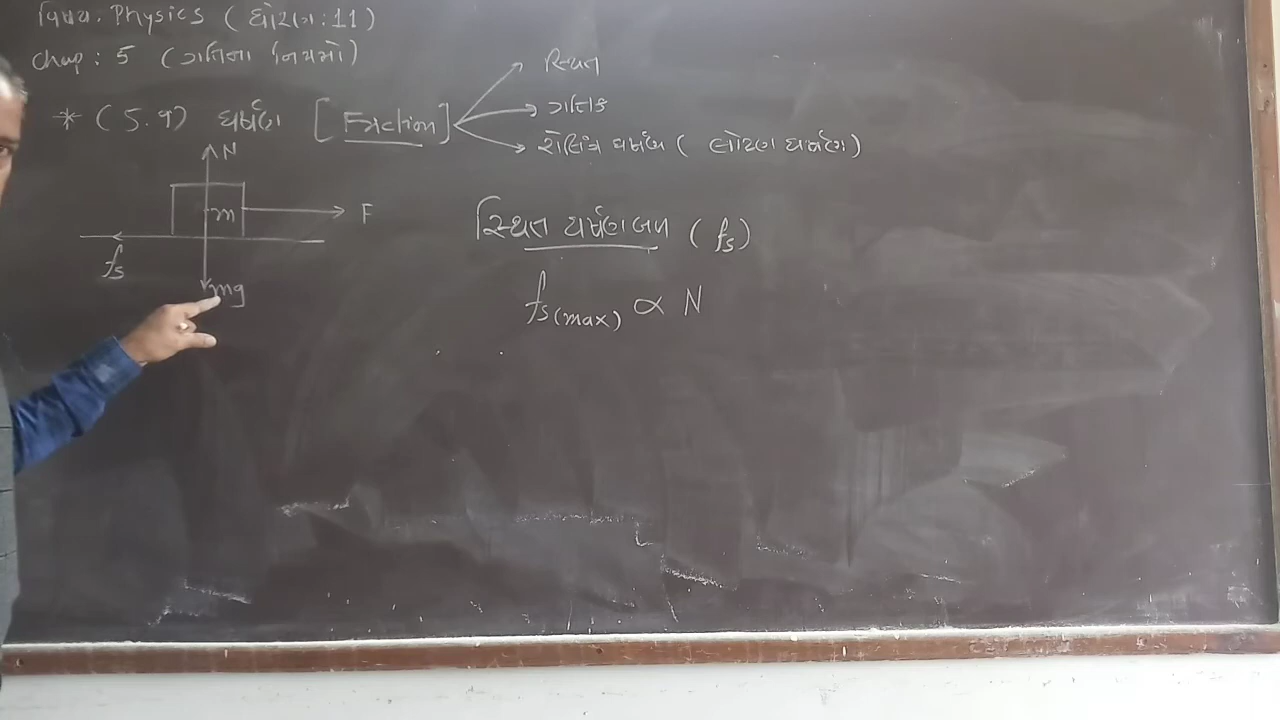 વિષય. Physics (ધોરણ:11)
Chap: 5 (ગતિના નિયમો)
* (5.9) ઘર્ષણ [Friction]
સ્થિત
ગતિક
રોલિંગ ઘર્ષણ ( લોટણ ઘર્ષણ)
N
m
F
fs
mg
સ્થિત ઘર્ષણબળ (fs)
fs(max) ∝ N